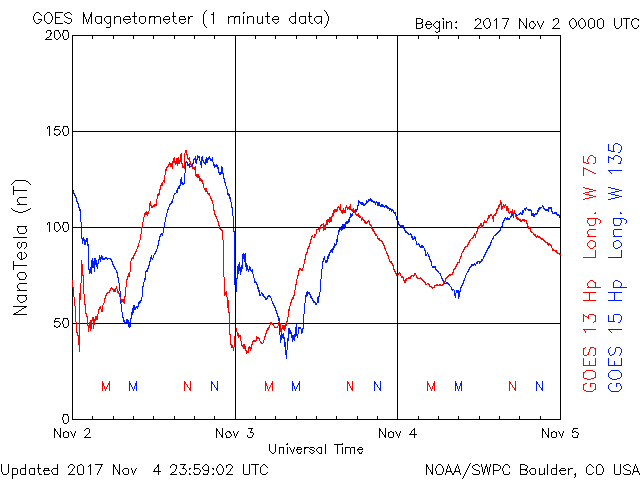 GOES Magnetometer (1 minute data)
Begin: 2017 Nov 2 0000 UTC
200
150
100
50
0
NanoTesla (nT)
M M N N M M N N M M N N
Nov 2 Nov 3 Nov 4 Nov 5
Universal Time
GOES 13 Hp Long. W 75
GOES 15 Hp Long. W 135
Updated 2017 Nov 4 23:59:02 UTC
NOAA/SWPC Boulder, CO USA